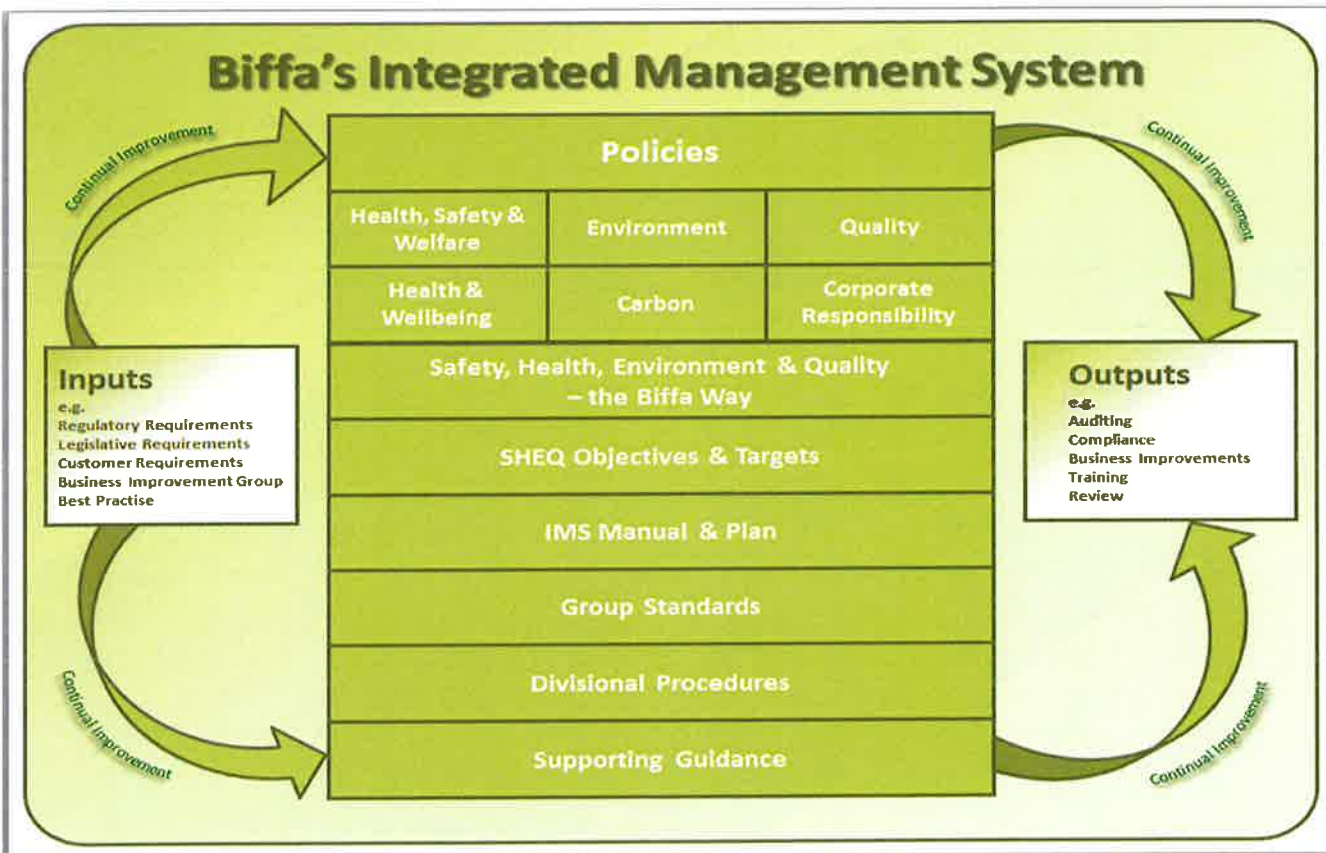 Biffa's Integrated Management System
Continual Improvement
Continual Improvement
Policies
Health, Safety &
Welfare
Environment
Quality
Health &
Wellbeing
Carbon
Corporate
Responsibility
Safety, Health, Environment & Quality
– the Biffa Way
SHEQ Objectives & Targets
IMS Manual & Plan
Group Standards
Divisional Procedures
Supporting Guidance
Inputs
e.g.
Regulatory Requirements
Legislative Requirements
Customer Requirements
Business Improvement Group
Best Practise
Outputs
e.g.
Auditing
Compliance
Business Improvements
Training
Review
Continual Improvement
Continual Improvement